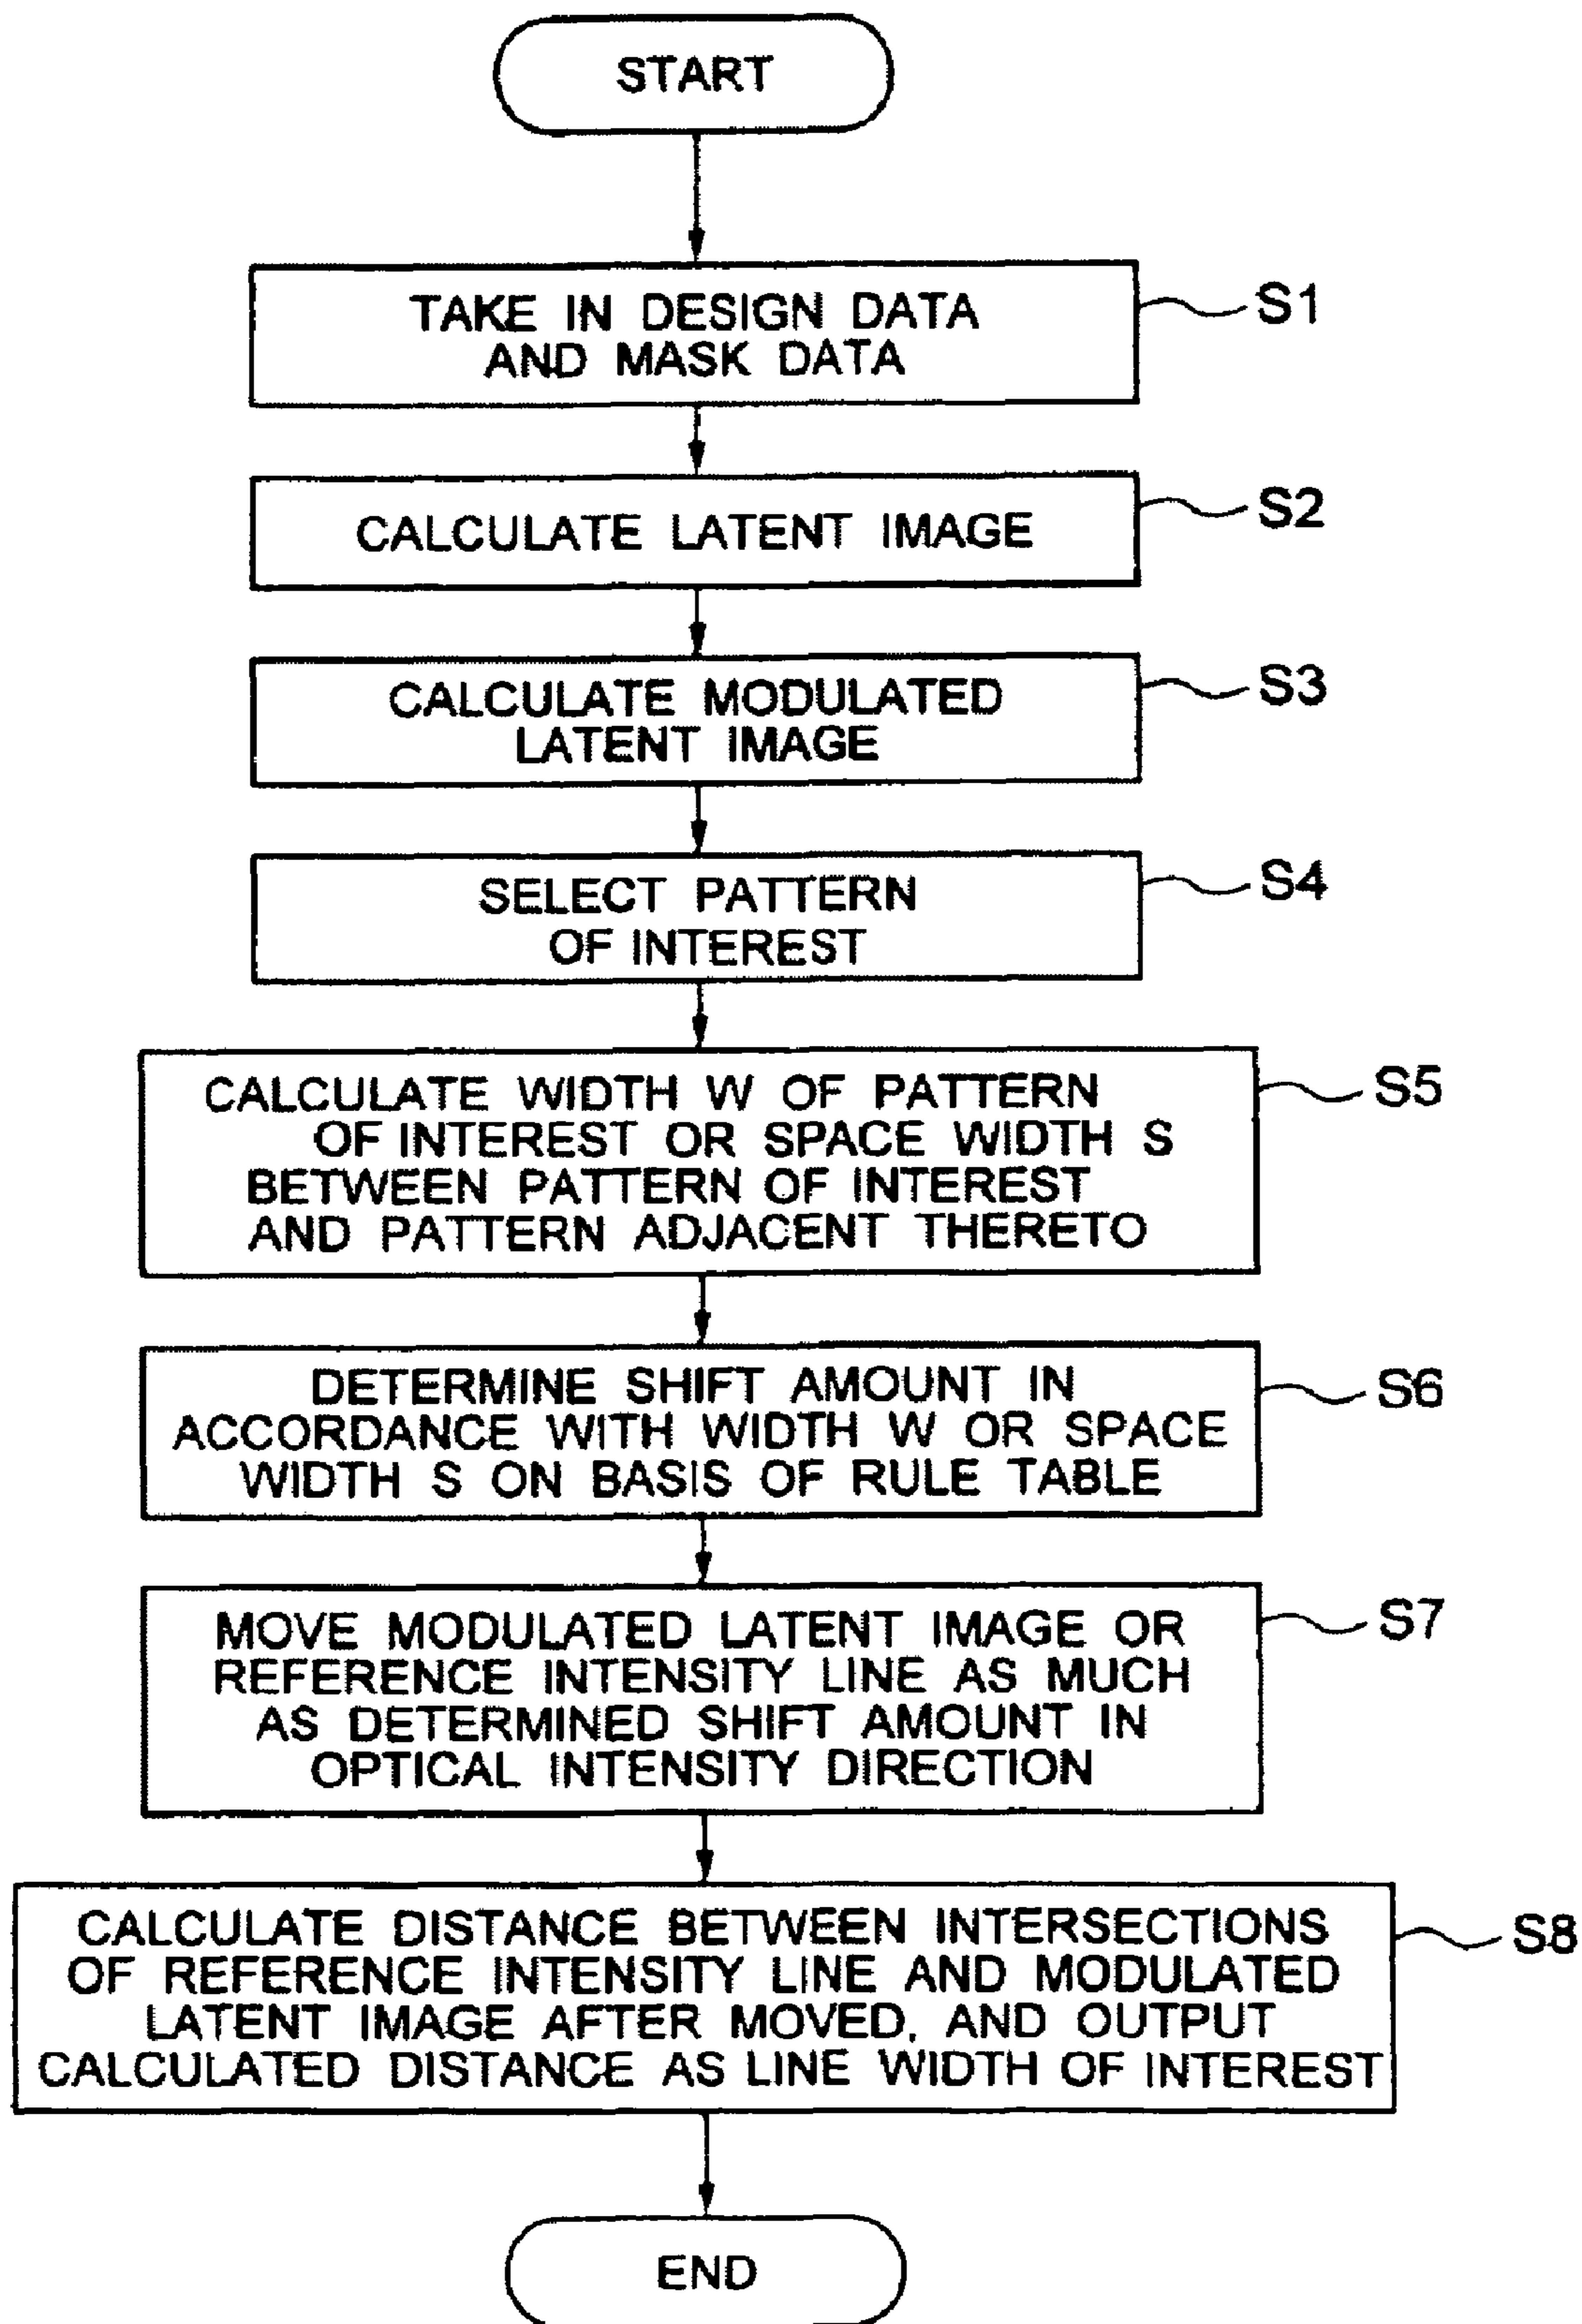 START
TAKE IN DESIGN DATA
AND MASK DATA
S1
CALCULATE LATENT IMAGE
S2
CALCULATE MODULATED
LATENT IMAGE
S3
SELECT PATTERN
OF INTEREST
S4
CALCULATE WIDTH W OF PATTERN
OF INTEREST OR SPACE WIDTH S
BETWEEN PATTERN OF INTEREST
AND PATTERN ADJACENT THERETO
S5
DETERMINE SHIFT AMOUNT IN
ACCORDANCE WITH WIDTH W OR SPACE
WIDTH S ON BASIS OF RULE TABLE
S6
MOVE MODULATED LATENT IMAGE OR
REFERENCE INTENSITY LINE AS MUCH
AS DETERMINED SHIFT AMOUNT IN
OPTICAL INTENSITY DIRECTION
S7
CALCULATE DISTANCE BETWEEN INTERSECTIONS
OF REFERENCE INTENSITY LINE AND MODULATED
LATENT IMAGE AFTER MOVED, AND OUTPUT
CALCULATED DISTANCE AS LINE WIDTH OF INTEREST
S8
END